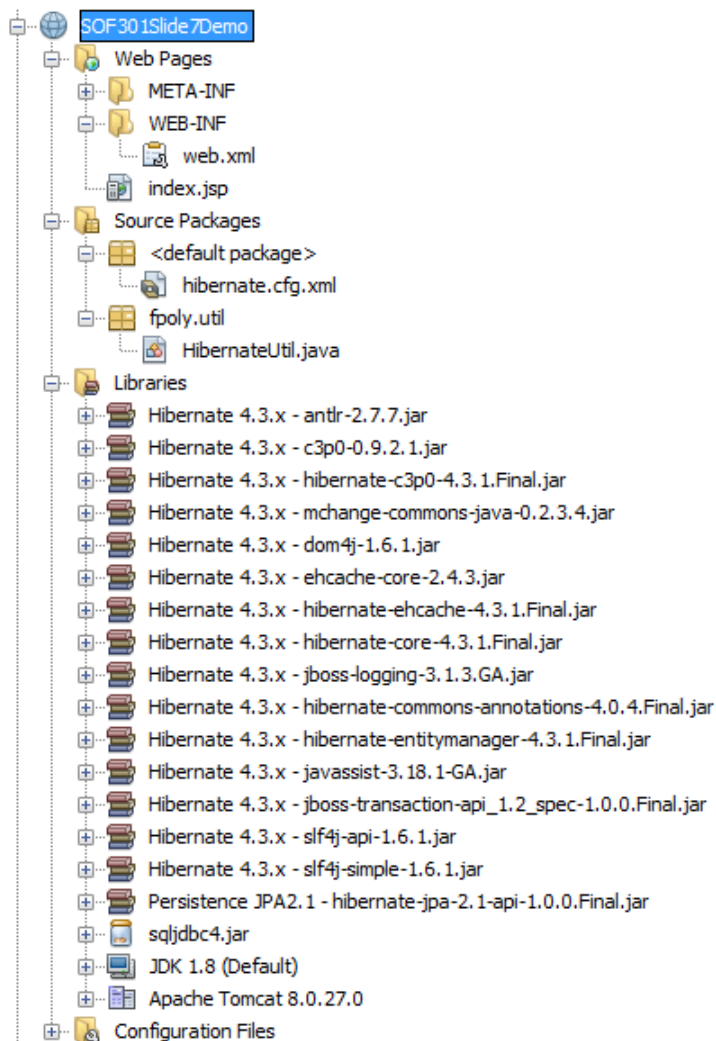 SOF301Slide7Demo
Web Pages
META-INF
WEB-INF
web.xml
index.jsp
Source Packages
<default package>
hibernate.cfg.xml
fpoly.util
HibernateUtil.java
Libraries
Hibernate 4.3.x - antlr-2.7.7.jar
Hibernate 4.3.x - c3p0-0.9.2.1.jar
Hibernate 4.3.x - hibernate-c3p0-4.3.1.Final.jar
Hibernate 4.3.x - mchange-commons-java-0.2.3.4.jar
Hibernate 4.3.x - dom4j-1.6.1.jar
Hibernate 4.3.x - ehcache-core-2.4.3.jar
Hibernate 4.3.x - hibernate-ehcache-4.3.1.Final.jar
Hibernate 4.3.x - hibernate-core-4.3.1.Final.jar
Hibernate 4.3.x - jboss-logging-3.1.3.GA.jar
Hibernate 4.3.x - hibernate-commons-annotations-4.0.4.Final.jar
Hibernate 4.3.x - hibernate-entitymanager-4.3.1.Final.jar
Hibernate 4.3.x - javassist-3.18.1-GA.jar
Hibernate 4.3.x - jboss-transaction-api_1.2_spec-1.0.0.Final.jar
Hibernate 4.3.x - slf4j-api-1.6.1.jar
Hibernate 4.3.x - slf4j-simple-1.6.1.jar
Persistence JPA2.1 - hibernate-jpa-2.1-api-1.0.0.Final.jar
sqljdbc4.jar
JDK 1.8 (Default)
Apache Tomcat 8.0.27.0
Configuration Files